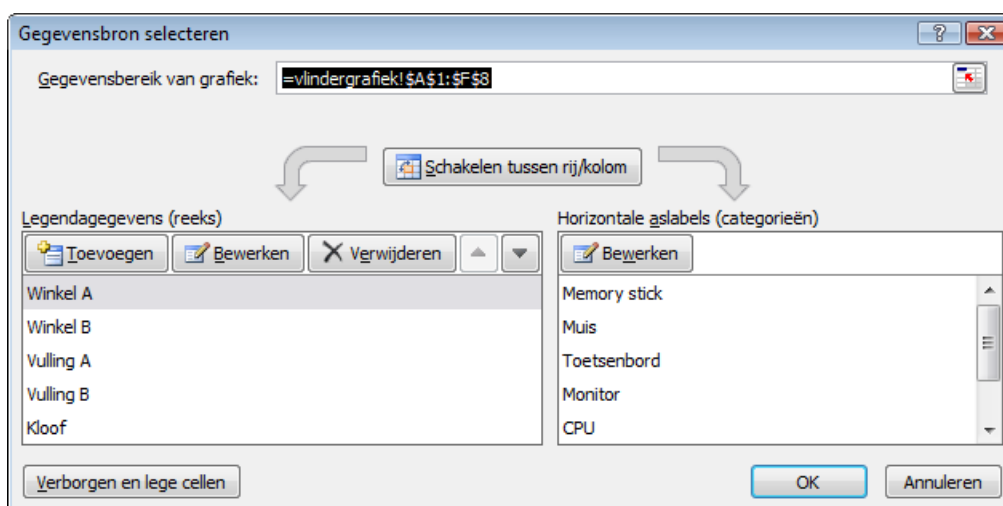 Gegevensbron selecteren
Gegevensbereik van grafiek: =vlindergrafiek!$A$1:$F$8
Schakelen tussen rij/kolom
Legendagegevens (reeks)
Toevoegen Bewerken Verwijderen
Winkel A
Winkel B
Vulling A
Vulling B
Kloof
Horizontale aslabels (categorieën)
Bewerken
Memory stick
Muis
Toetsenbord
Monitor
CPU
Verborgen en lege cellen
OK Annuleren